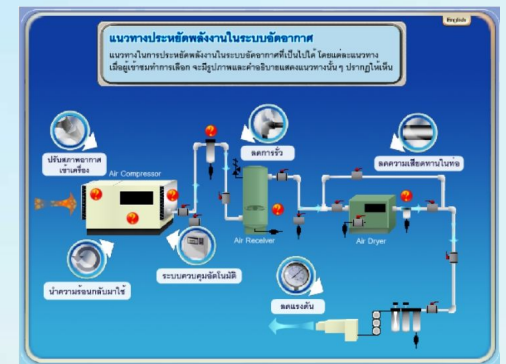 English
แนวทางประหยัดพลังงานในระบบอัดอากาศ
แนวทางในการประหยัดพลังงานในระบบอัดอากาศที่เป็นไปได้ โดยแต่ละแนวทาง
เมื่อผู้เข้าชมทำการเลือก จะมีรูปภาพและคำอธิบายแสดงแนวทางนั้น ๆ ปรากฏให้เห็น
ปรับสภาพอากาศ
เข้าเครื่อง
ลดการรั่ว
ลดความเสียดทานในท่อ
Air Compressor
Air Receiver
Air Dryer
ระบบควบคุมอัตโนมัติ
นำความร้อนกลับมาใช้
ลดแรงดัน